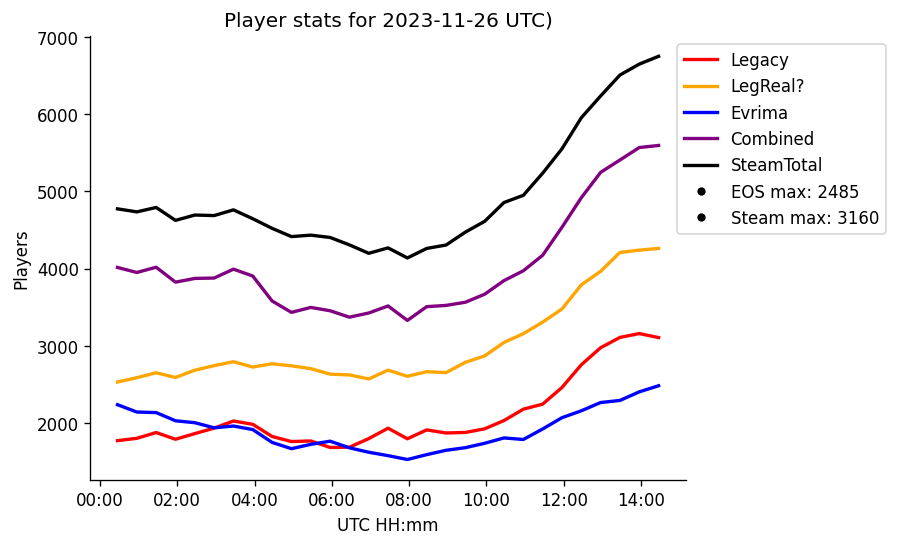 Player stats for 2023-11-26 UTC)
7000
6000
5000
4000
3000
2000
Players
00:00 02:00 04:00 06:00 08:00 10:00 12:00 14:00
UTC HH:mm
Legacy
LegReal?
Evrima
Combined
SteamTotal
EOS max: 2485
Steam max: 3160